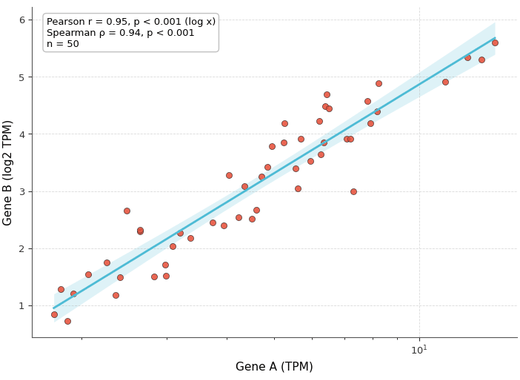 Pearson r = 0.95, p < 0.001 (log x)
Spearman ρ = 0.94, p < 0.001
n = 50
Gene B (log2 TPM)
6
5
4
3
2
1
10¹
Gene A (TPM)